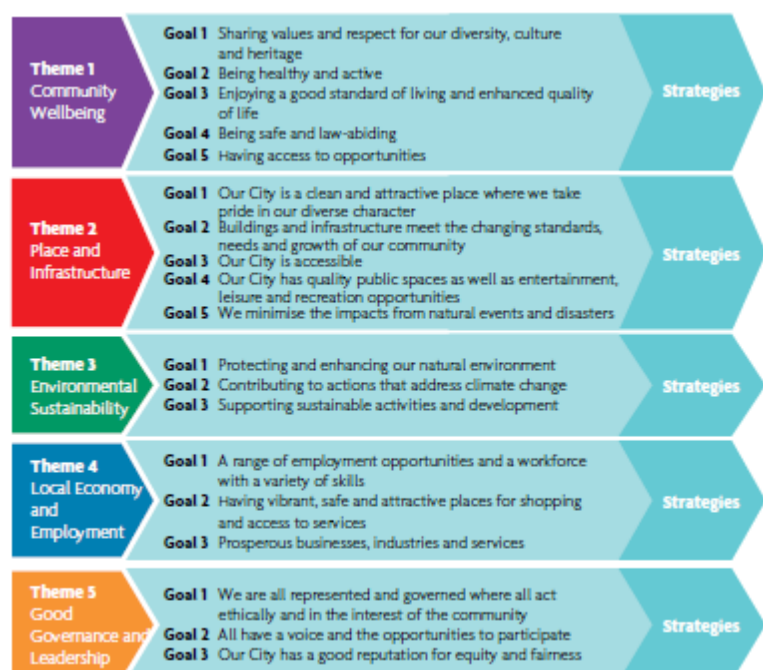 Theme 1
Community
Wellbeing
Goal 1 Sharing values and respect for our diversity, culture
and heritage
Goal 2 Being healthy and active
Goal 3 Enjoying a good standard of living and enhanced quality
of life
Goal 4 Being safe and law-abiding
Goal 5 Having access to opportunities
Strategies
Theme 2
Place and
Infrastructure
Goal 1 Our City is a clean and attractive place where we take
pride in our diverse character
Goal 2 Buildings and infrastructure meet the changing standards,
needs and growth of our community
Goal 3 Our City is accessible
Goal 4 Our City has quality public spaces as well as entertainment,
leisure and recreation opportunities
Goal 5 We minimise the impacts from natural events and disasters
Strategies
Theme 3
Environmental
Sustainability
Goal 1 Protecting and enhancing our natural environment
Goal 2 Contributing to actions that address climate change
Goal 3 Supporting sustainable activities and development
Strategies
Theme 4
Local Economy
and
Employment
Goal 1 A range of employment opportunities and a workforce
with a variety of skills
Goal 2 Having vibrant, safe and attractive places for shopping
and access to services
Goal 3 Prosperous businesses, industries and services
Strategies
Theme 5
Good
Governance and
Leadership
Goal 1 We are all represented and governed where all act
ethically and in the interest of the community
Goal 2 All have a voice and the opportunities to participate
Goal 3 Our City has a good reputation for equity and fairness
Strategies